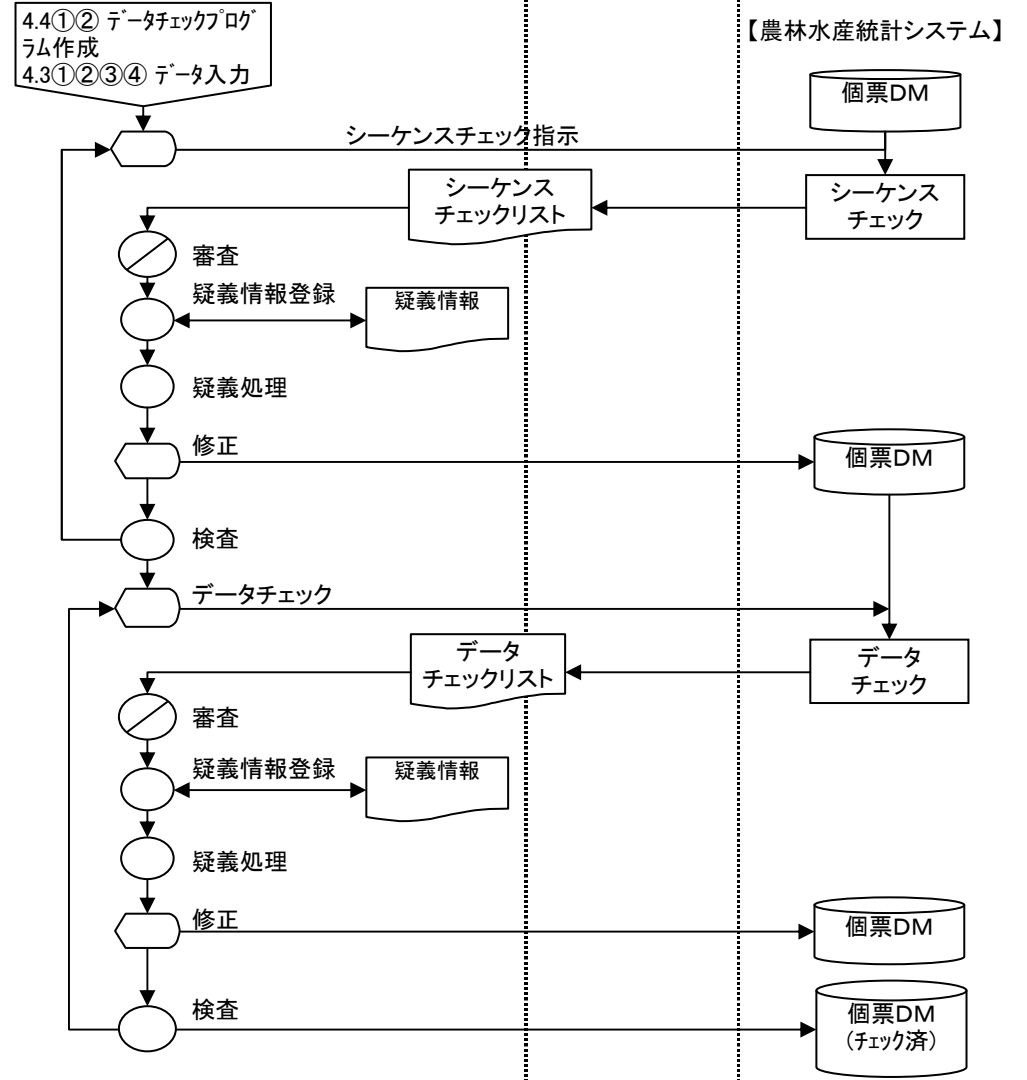 4.4①② ﾃﾞｰﾀﾁｪｯｸﾌﾟﾛｸﾞ
ﾗﾑ作成
4.3①②③④ ﾃﾞｰﾀ入力
【農林水産統計システム】
個票DM
シーケンスチェック指示
シーケンス
チェックリスト
シーケンス
チェック
審査
疑義情報登録
疑義情報
疑義処理
修正
個票DM
検査
データチェック
データ
チェックリスト
データ
チェック
審査
疑義情報登録
疑義情報
疑義処理
修正
個票DM
検査
個票DM
(ﾁｪｯｸ済)